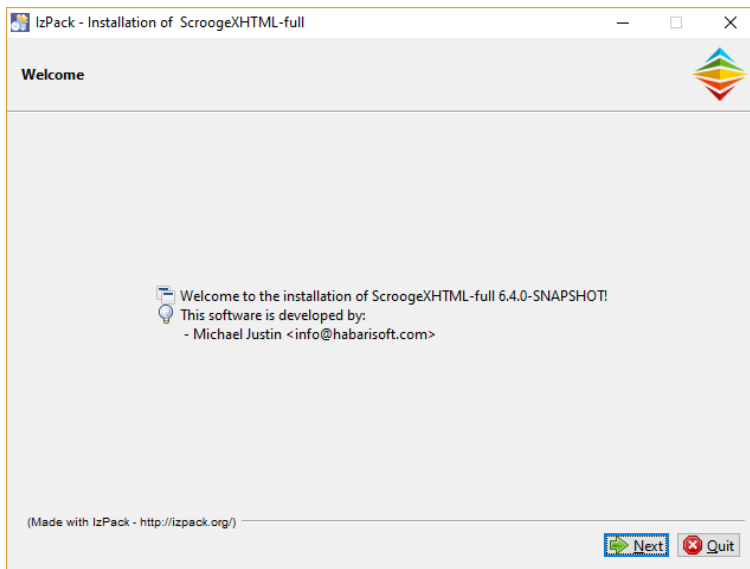 IzPack - Installation of ScroogeXHTML-full
Welcome
Welcome to the installation of ScroogeXHTML-full 6.4.0-SNAPSHOT!
This software is developed by:
- Michael Justin <info@habarisoft.com>
(Made with IzPack - http://izpack.org/)
Next Quit